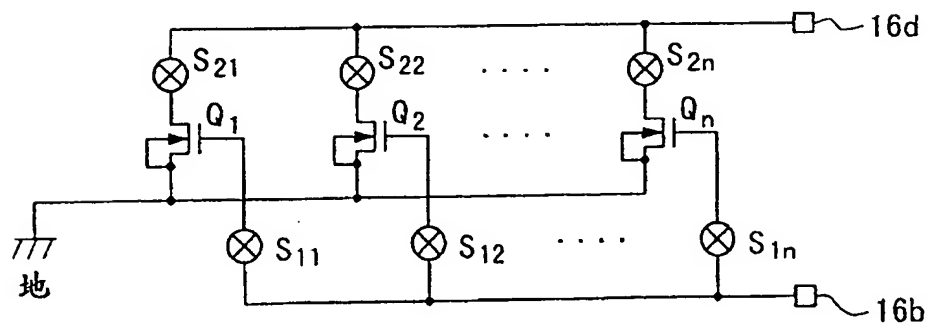 16d
S21 S22 .... S2n
Q1 Q2 .... Qn
S11 S12 .... S1n
地
16b